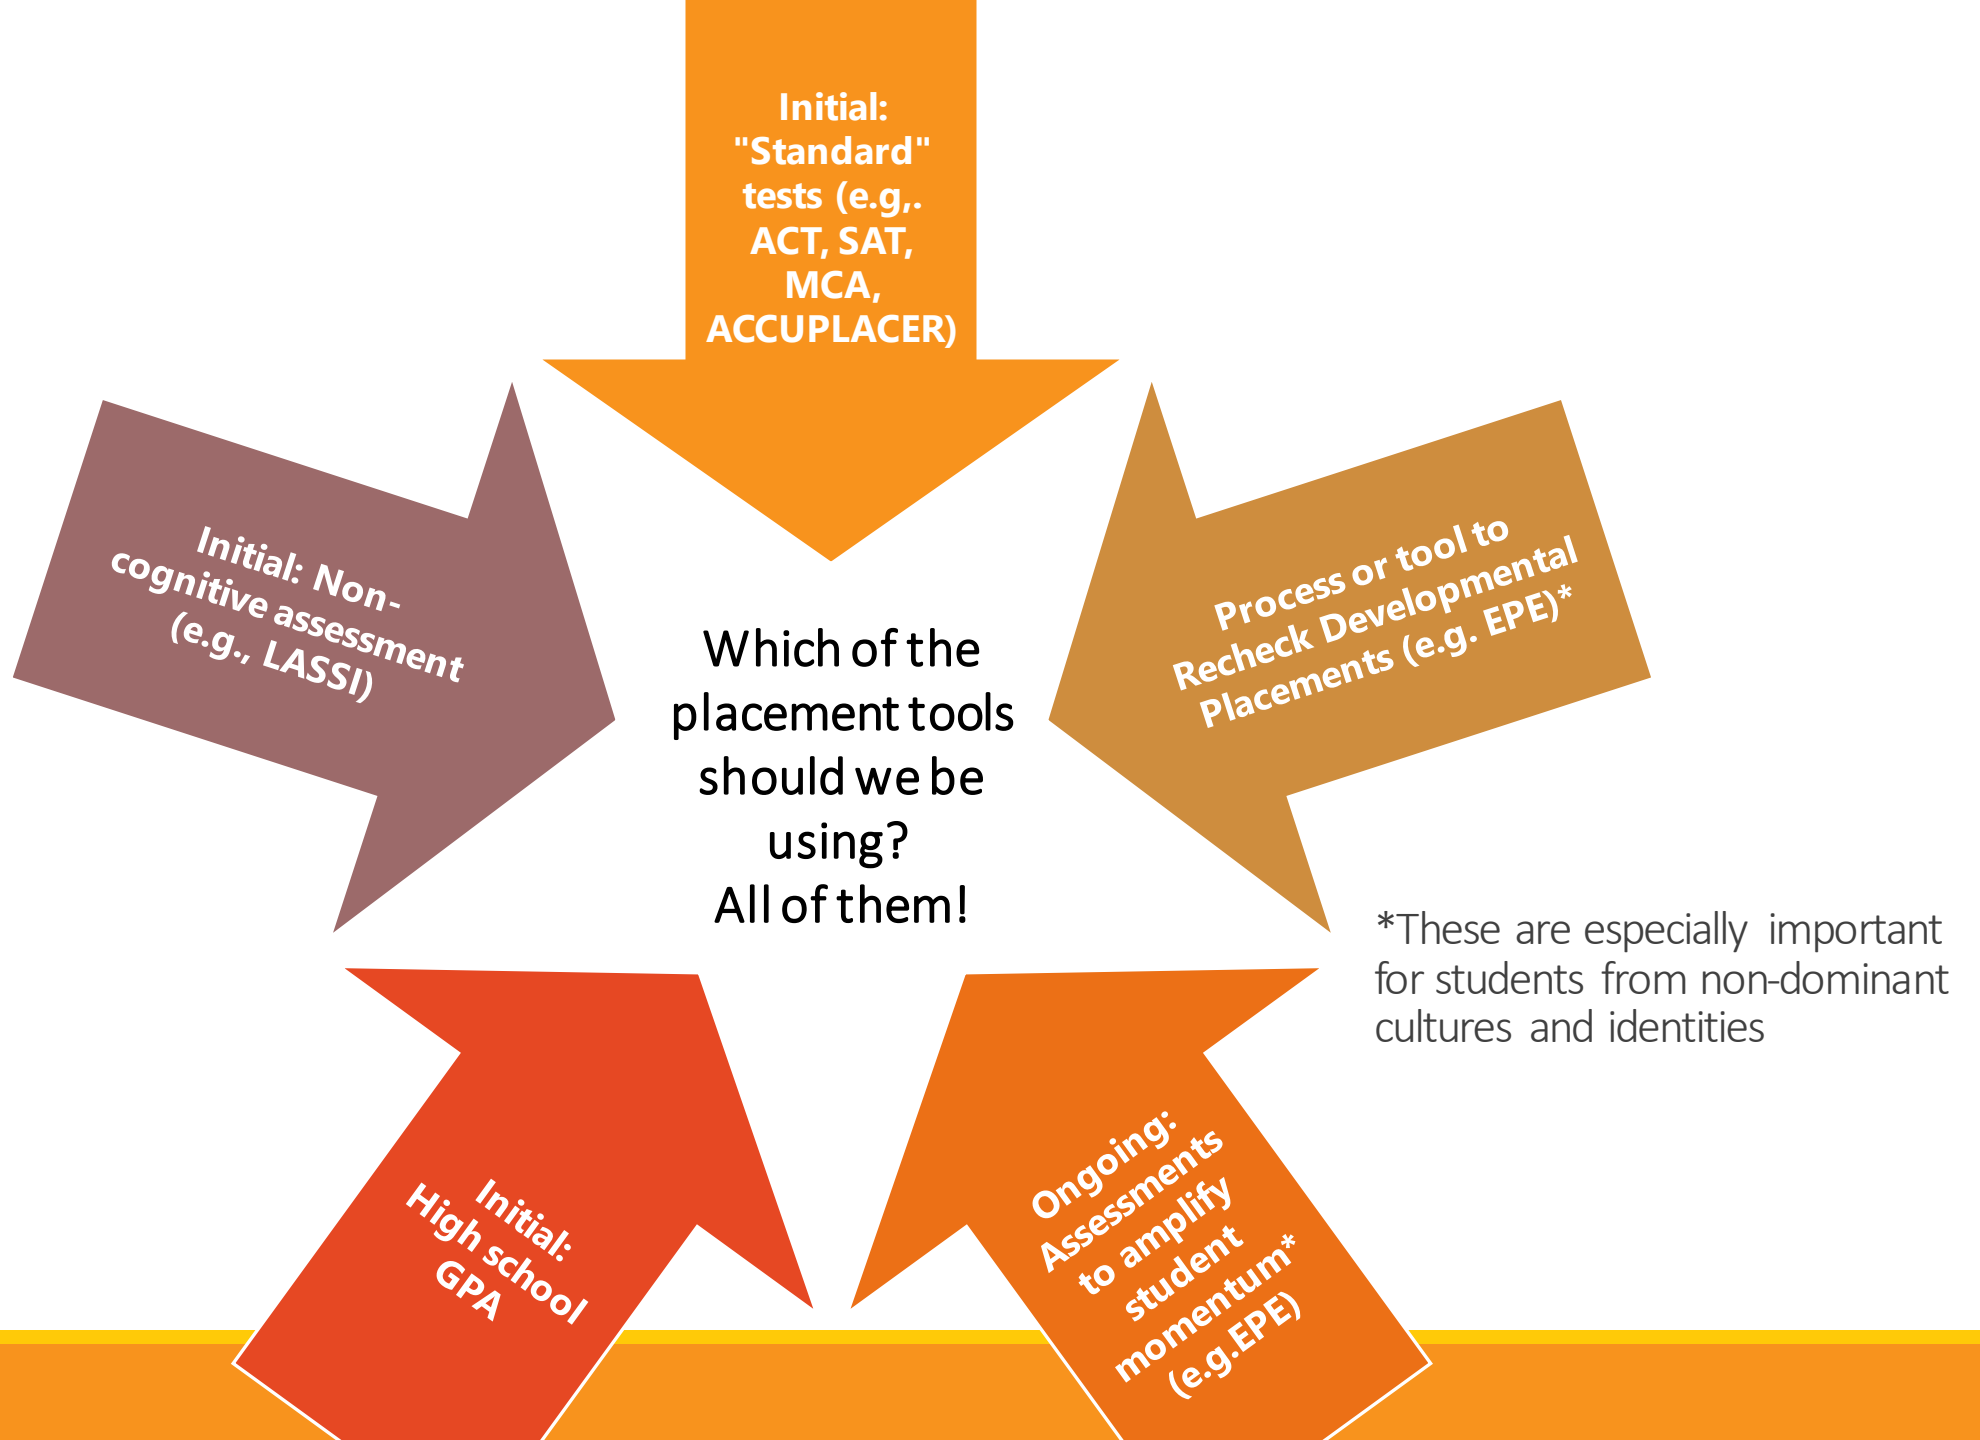 Initial:
"Standard"
tests (e.g,.
ACT, SAT,
MCA,
ACCUPLACER)
Initial: Non-
cognitive assessment
(e.g., LASSI)
Process or tool to
Recheck Developmental
Placements (e.g. EPE)*
Which of the
placement tools
should we be
using?
All of them!
*These are especially important
for students from non-dominant
cultures and identities
Initial:
High school
GPA
Ongoing:
Assessments
to amplify
student
momentum*
(e.g.EPE)